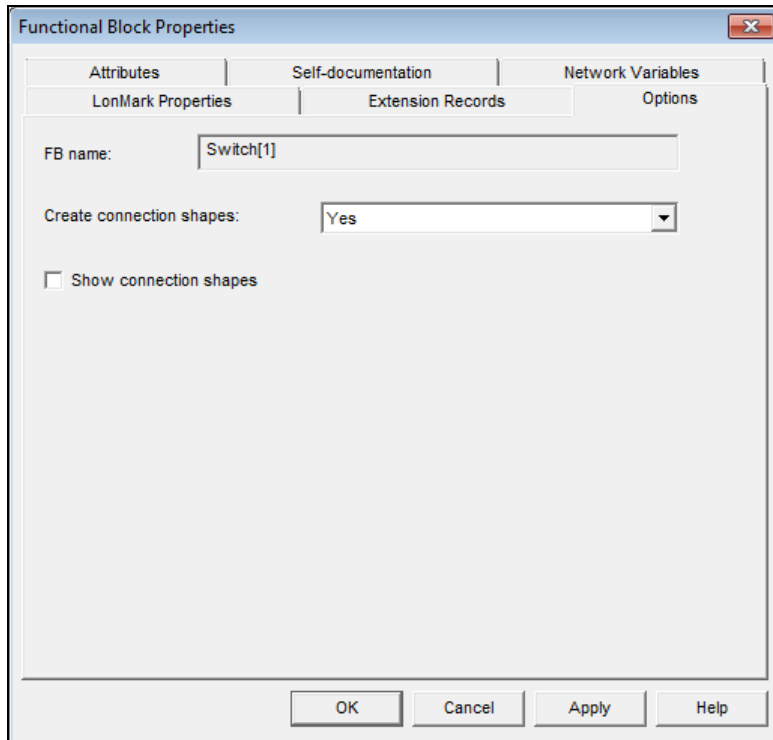 Functional Block Properties
Attributes Self-documentation Network Variables
LonMark Properties Extension Records Options
FB name: Switch[1]
Create connection shapes: Yes
Show connection shapes
OK Cancel Apply Help